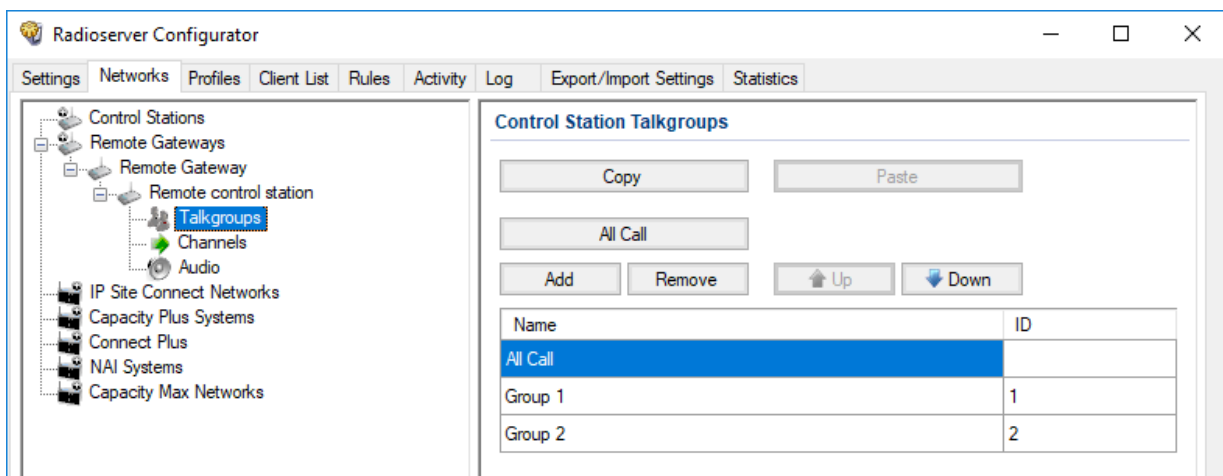 Radioserver Configurator
Settings Networks Profiles Client List Rules Activity Log Export/Import Settings Statistics
Control Stations
Remote Gateways
Remote Gateway
Remote control station
Talkgroups
Channels
Audio
IP Site Connect Networks
Capacity Plus Systems
Connect Plus
NAI Systems
Capacity Max Networks
Control Station Talkgroups
Copy Paste
All Call
Add Remove Up Down
Name ID
All Call
Group 1 1
Group 2 2